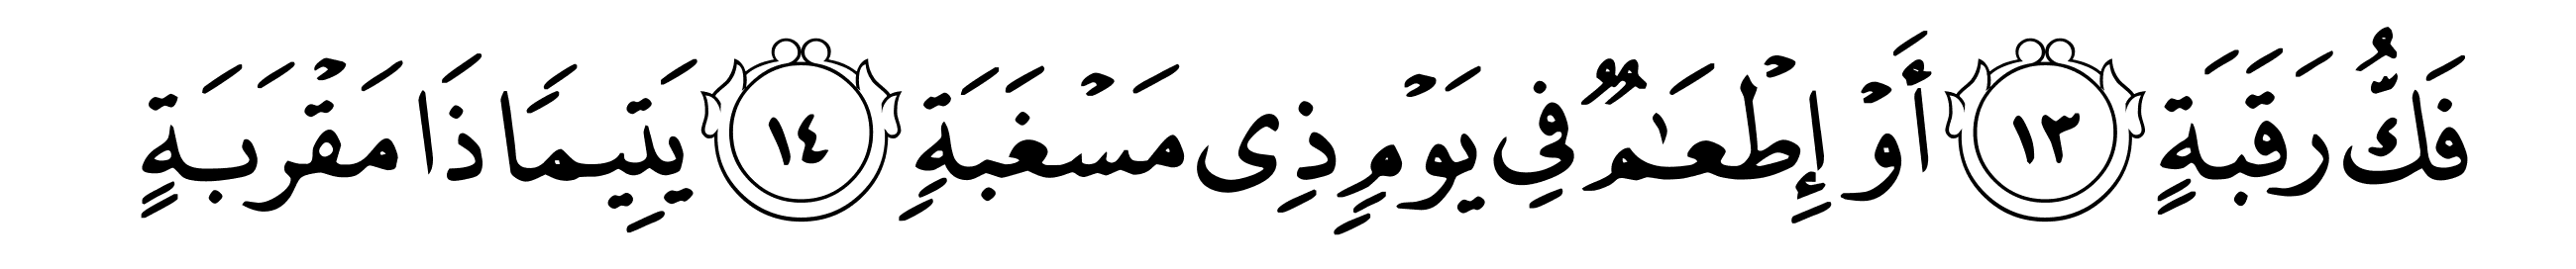 فَكُّ رَقَبَةٍ ١٣ أَوْ إِطْعَٰمٌ فِي يَوْمٍ ذِى مَسْغَبَةٍ ١٤ يَتِيمًا ذَا مَقْرَبَةٍ